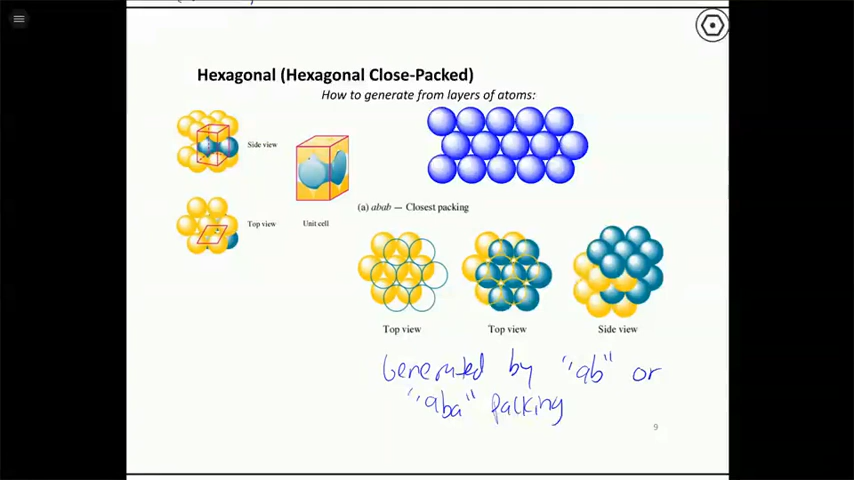 Hexagonal (Hexagonal Close-Packed)
How to generate from layers of atoms:
Side view
Top view
Unit cell
(a) abab — Closest packing
Top view
Top view
Side view
Generated by "ab" or
"aba" packing
9